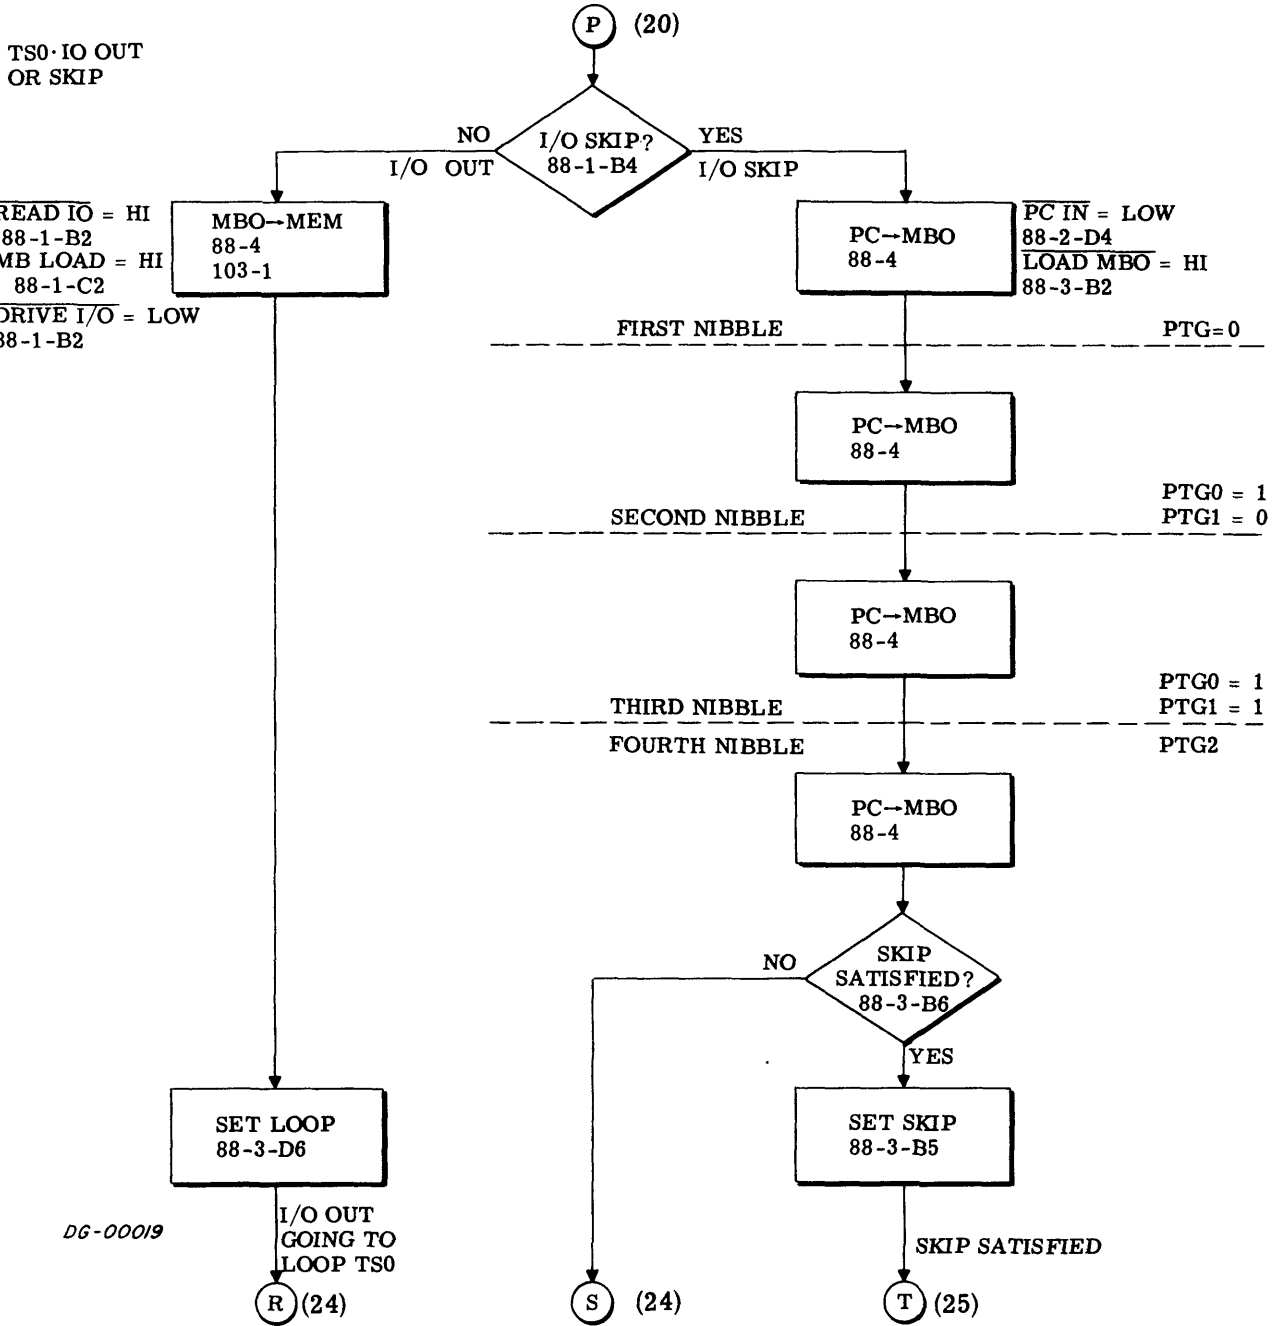 P (20)
TS0·IO OUT
OR SKIP
NO
I/O OUT
I/O SKIP?
88-1-B4
YES
I/O SKIP
READ IO = HI
88-1-B2
MB LOAD = HI
88-1-C2
DRIVE I/O = LOW
88-1-B2
MBO→MEM
88-4
103-1
PC→MBO
88-4
PC IN = LOW
88-2-D4
LOAD MBO = HI
88-3-B2
FIRST NIBBLE PTG=0
PC→MBO
88-4
PTG0 = 1
SECOND NIBBLE PTG1 = 0
PC→MBO
88-4
PTG0 = 1
THIRD NIBBLE PTG1 = 1
FOURTH NIBBLE PTG2
PC→MBO
88-4
NO
SKIP
SATISFIED?
88-3-B6
YES
SET LOOP
88-3-D6
SET SKIP
88-3-B5
DG-00019
I/O OUT
GOING TO
LOOP TS0
SKIP SATISFIED
R (24)
S (24)
T (25)